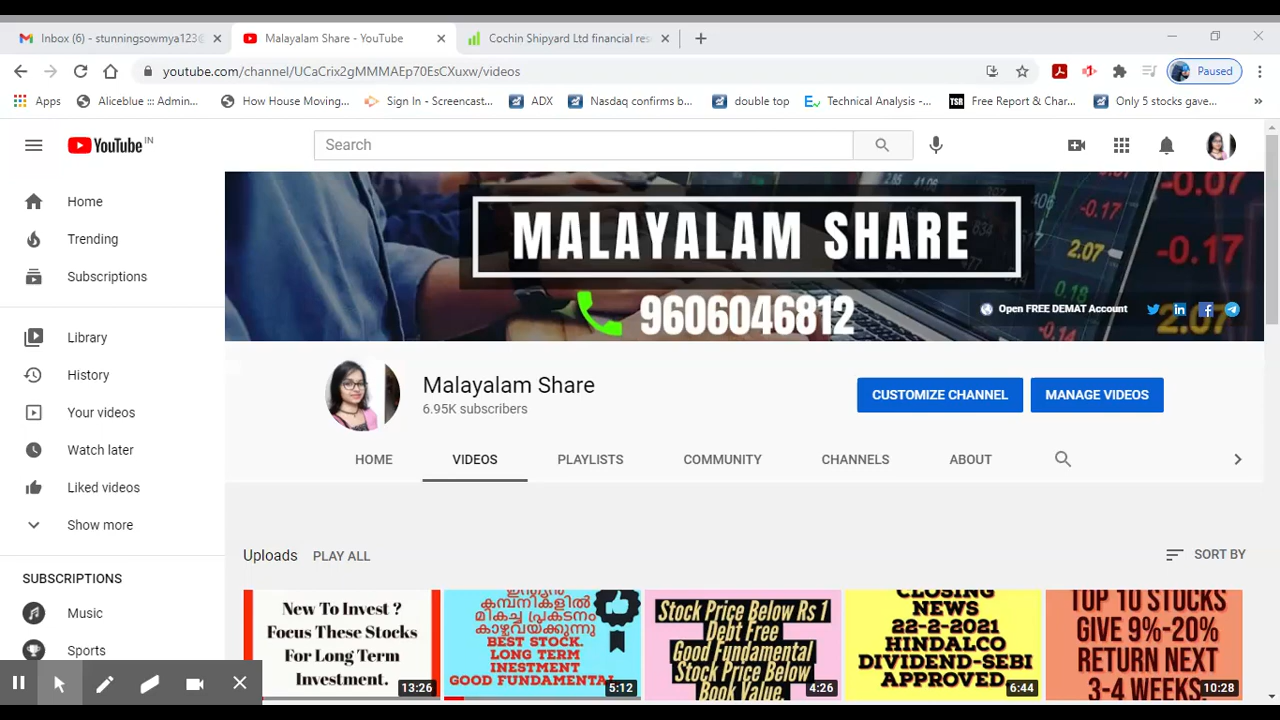 Inbox (6) - stunningsowmya123@
Malayalam Share - YouTube
Cochin Shipyard Ltd financial res
Paused
Apps
Aliceblue ::: Admin...
How House Moving...
Sign In - Screencast...
ADX
Nasdaq confirms b...
double top
Technical Analysis -...
TSR
Free Report & Char...
Only 5 stocks gave...
YouTube IN
Search
Home
Trending
Subscriptions
Library
History
Your videos
Watch later
Liked videos
Show more
SUBSCRIPTIONS
Music
Sports
MALAYALAM SHARE
9606046812
Open FREE DEMAT Account
Malayalam Share
6.95K subscribers
CUSTOMIZE CHANNEL
MANAGE VIDEOS
HOME
VIDEOS
PLAYLISTS
COMMUNITY
CHANNELS
ABOUT
Uploads
PLAY ALL
SORT BY
New To Invest ?
Focus These Stocks
For Long Term
Investment.
13:26
ഇന്ത്യൻ
കമ്പനികളിൽ
മികച്ച പ്രകടനം
കാഴ്ചവയ്ക്കുന്നു
BEST STOCK.
LONG TERM
INESTMENT
GOOD FUNDAMENTAL
5:12
Stock Price Below Rs 1
Debt Free
Good Fundamental
Stock Price Below
Book Value.
4:26
CLOSING
NEWS
22-2-2021
HINDALCO
DIVIDEND-SEBI
APPROVED.
6:44
TOP 10 STOCKS
GIVE 9%-20%
RETURN NEXT
3-4 WEEKS.
10:28